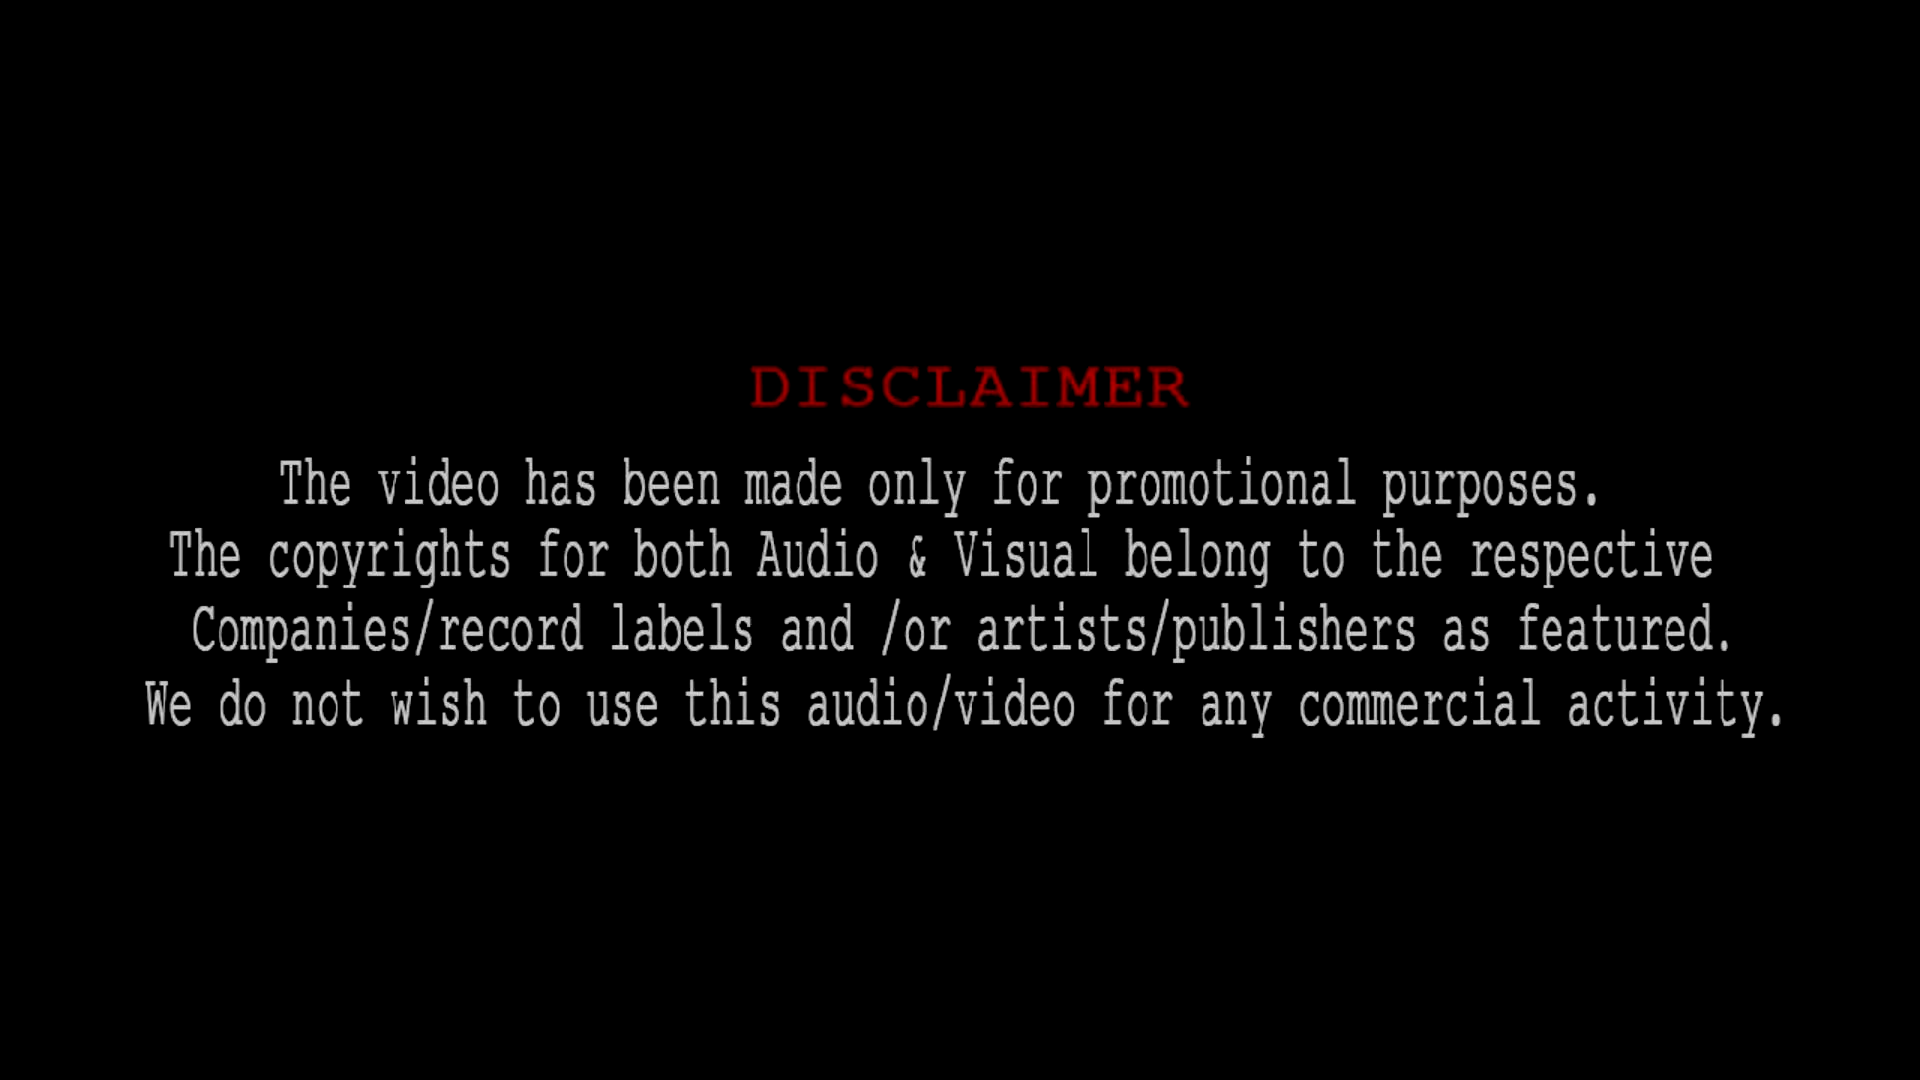 DISCLAIMER
The video has been made only for promotional purposes.
The copyrights for both Audio & Visual belong to the respective
Companies/record labels and /or artists/publishers as featured.
We do not wish to use this audio/video for any commercial activity.